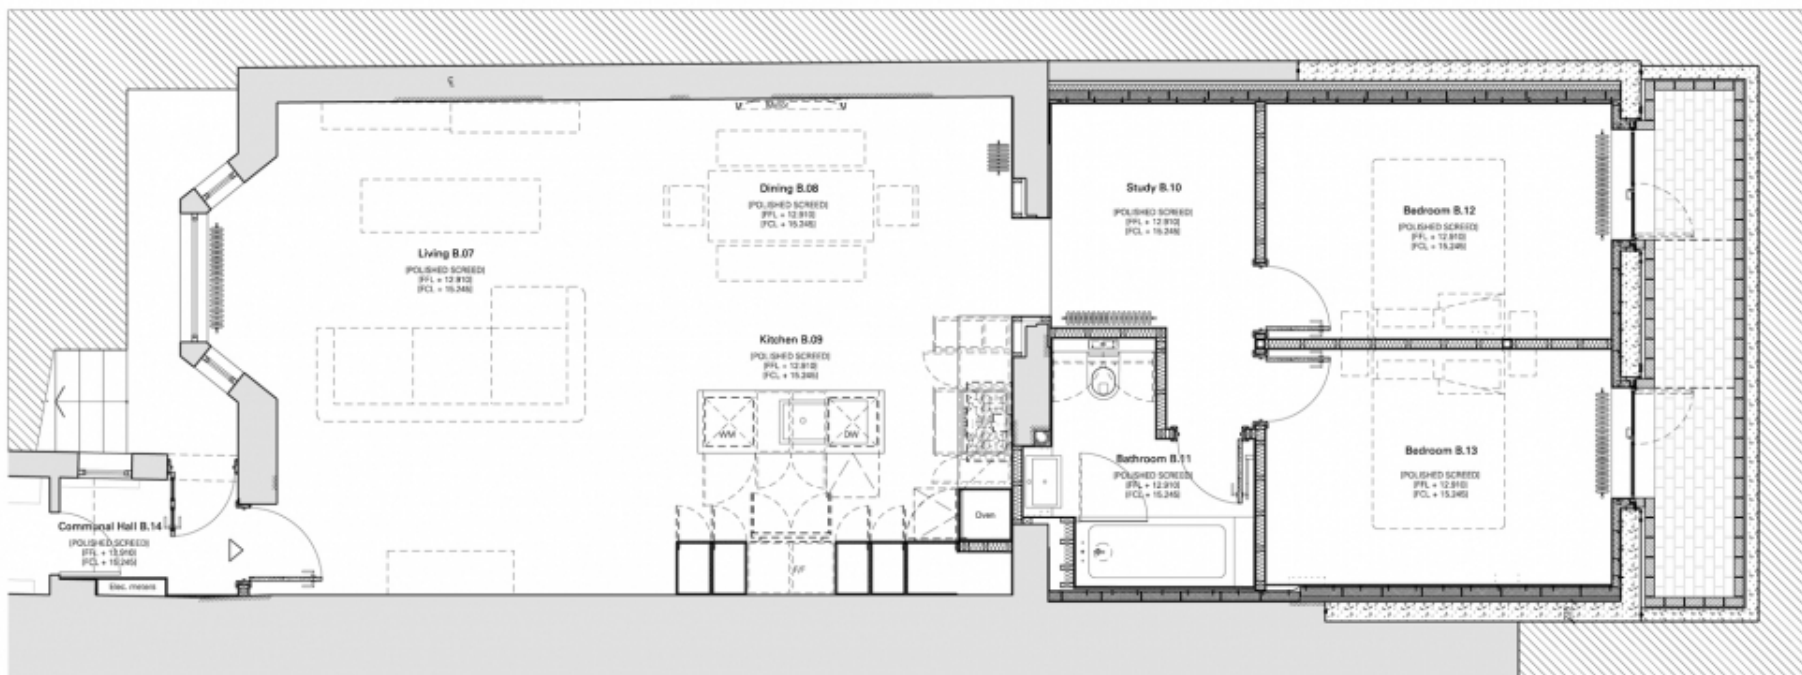 Mirror
Dining B.08
[POLISHED SCREED]
[FFL + 12.910]
[FCL + 15.245]
Study B.10
[POLISHED SCREED]
[FFL + 12.910]
[FCL + 15.245]
Bedroom B.12
[POLISHED SCREED]
[FFL + 12.910]
[FCL + 15.245]
Living B.07
[POLISHED SCREED]
[FFL + 12.910]
[FCL + 15.245]
Kitchen B.09
[POLISHED SCREED]
[FFL + 12.910]
[FCL + 15.245]
WM
DW
Bathroom B.11
[POLISHED SCREED]
[FFL + 12.910]
[FCL + 15.245]
Bedroom B.13
[POLISHED SCREED]
[FFL + 12.910]
[FCL + 15.245]
Oven
Communal Hall B.14
[POLISHED SCREED]
[FFL + 12.910]
[FCL + 15.245]
F/F
Elec. meters